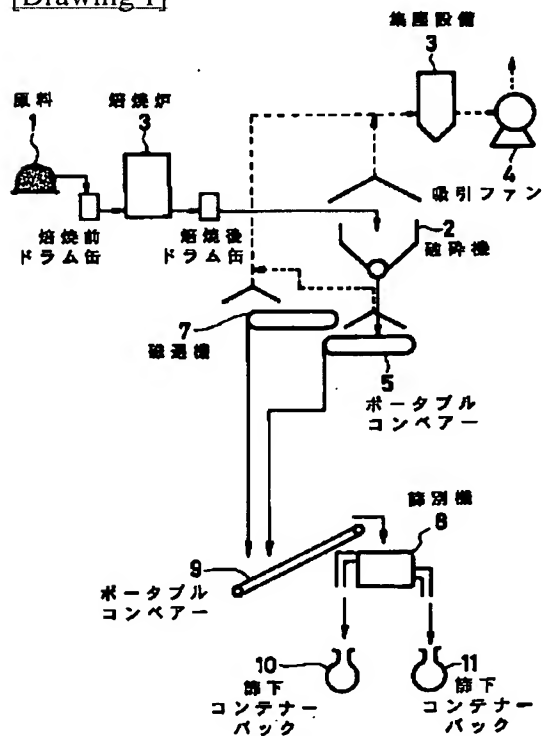 [Drawing 1]
集塵設備
3
原料
1
焙焼炉
3
4
吸引ファン
焙焼前
ドラム缶
焙焼後
ドラム缶
2
破砕機
7
磁選機
5
ポータブル
コンベアー
篩別機
8
9
ポータブル
コンベアー
10
篩下
コンテナー
バック
11
篩下
コンテナー
バック